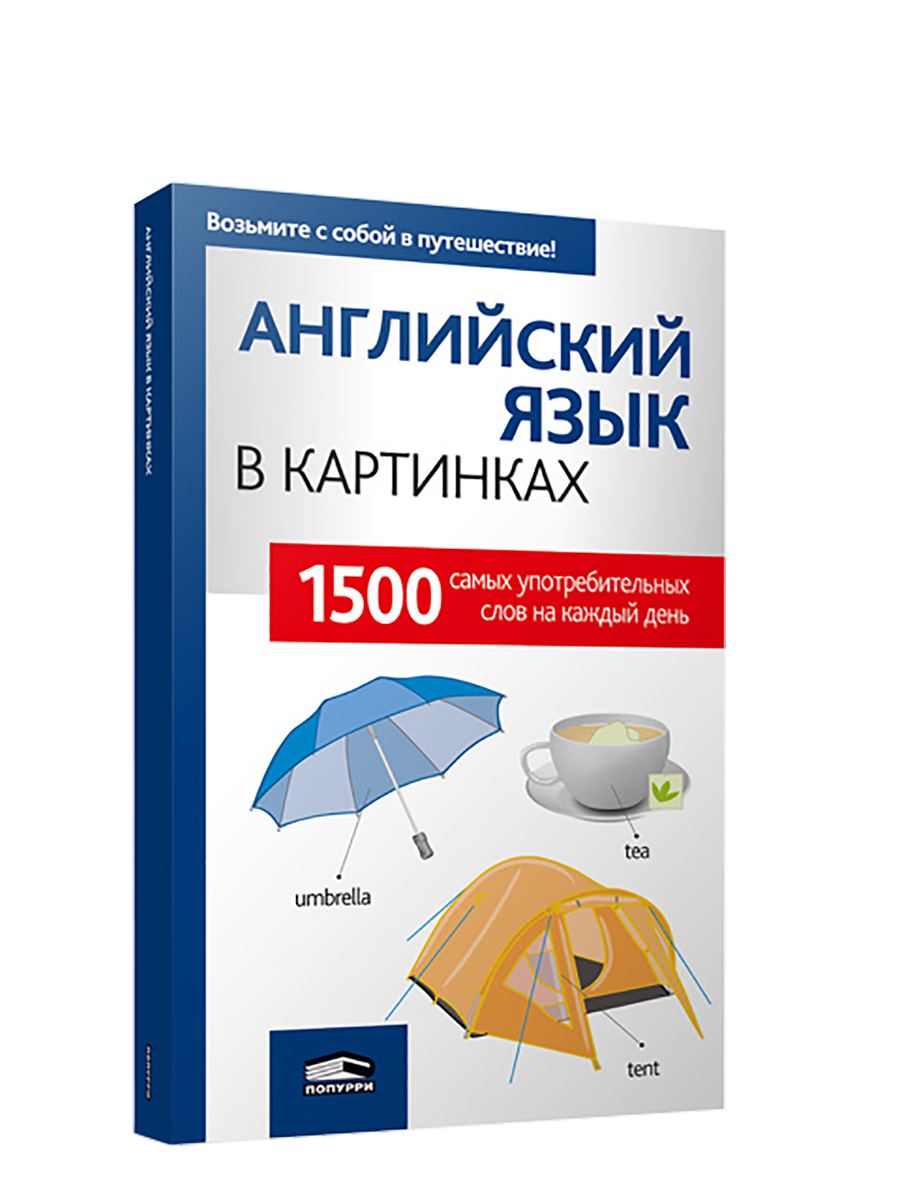 Возьмите с собой в путешествие!
АНГЛИЙСКИЙ
ЯЗЫК
В КАРТИНКАХ
1500 самых употребительных
слов на каждый день
umbrella
tea
tent
ПОПУРРИ
АНГЛИЙСКИЙ ЯЗЫК В КАРТИНКАХ
ПОПУРРИ